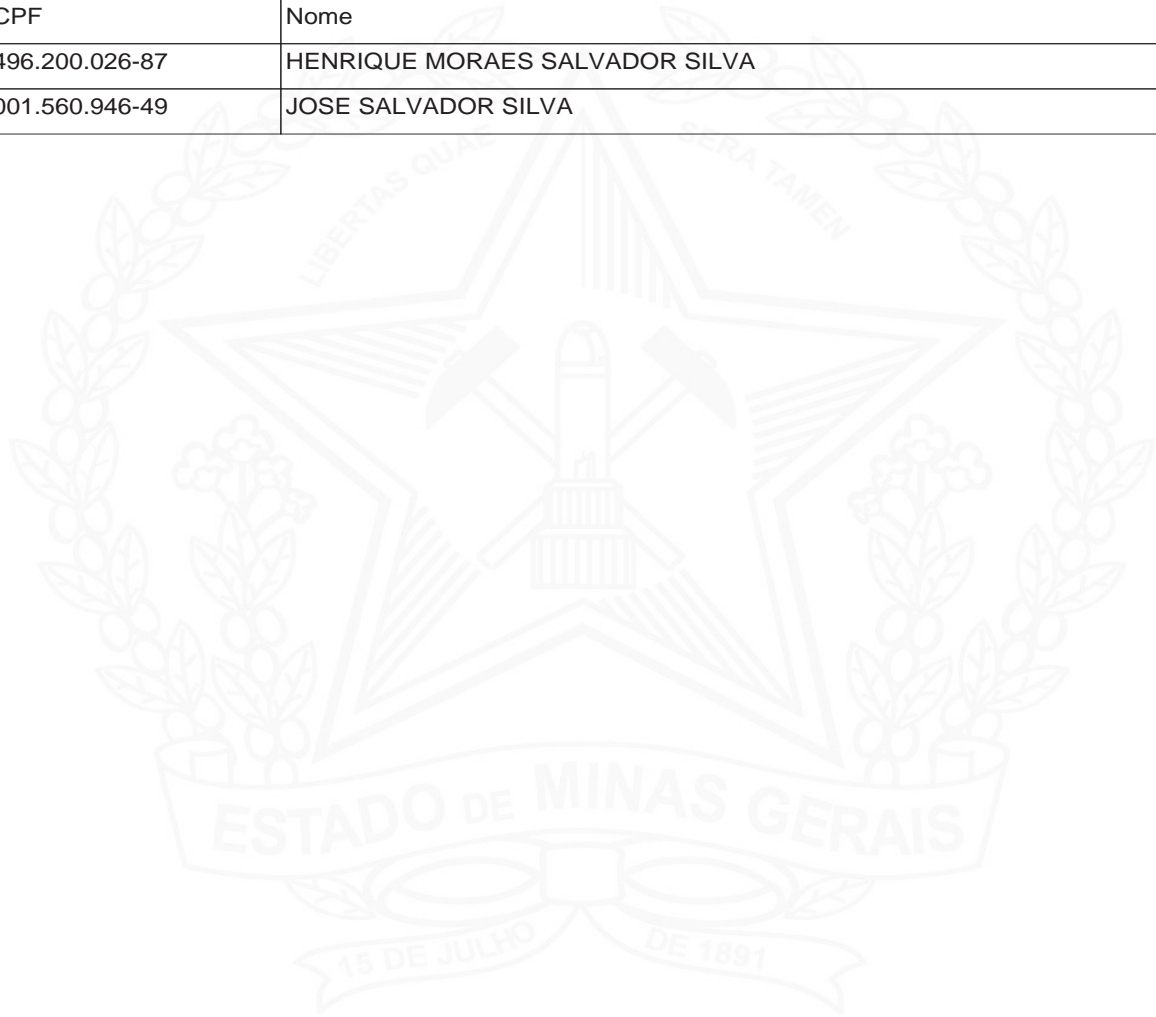 CPF Nome
496.200.026-87 HENRIQUE MORAES SALVADOR SILVA
001.560.946-49 JOSE SALVADOR SILVA
LIBERTAS QUAE SERA TAMEN
ESTADO DE MINAS GERAIS
15 DE JULHO DE 1891